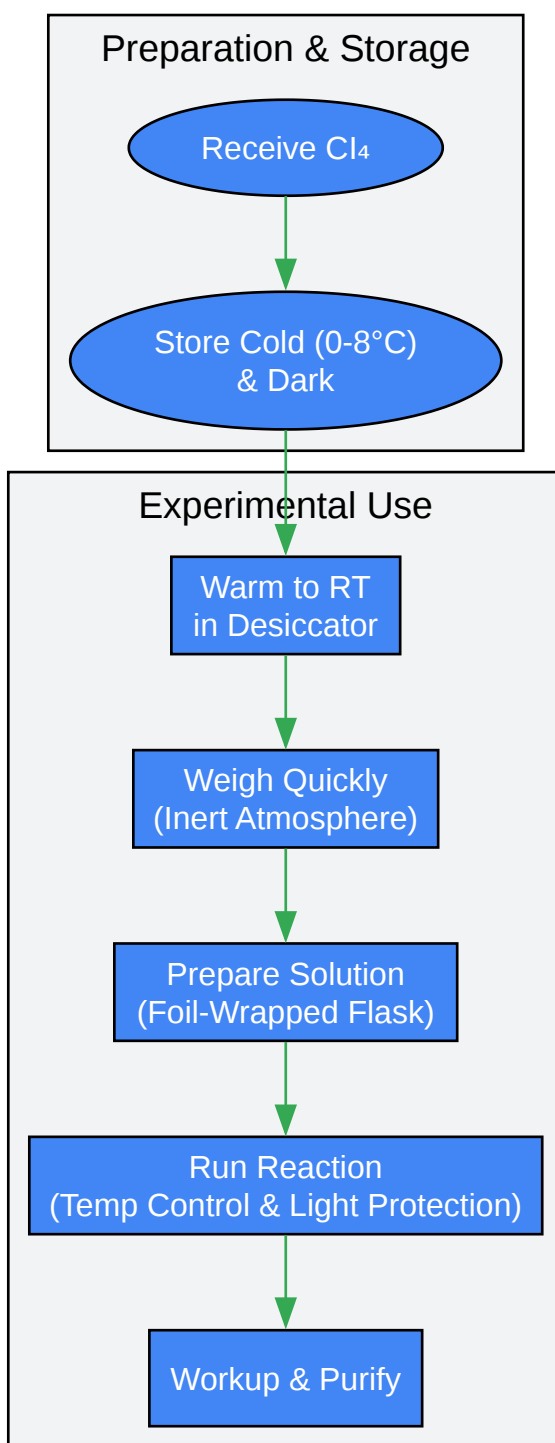 Preparation & Storage
Receive CI₄
Store Cold (0-8°C)
& Dark
Experimental Use
Warm to RT
in Desiccator
Weigh Quickly
(Inert Atmosphere)
Prepare Solution
(Foil-Wrapped Flask)
Run Reaction
(Temp Control & Light Protection)
Workup & Purify